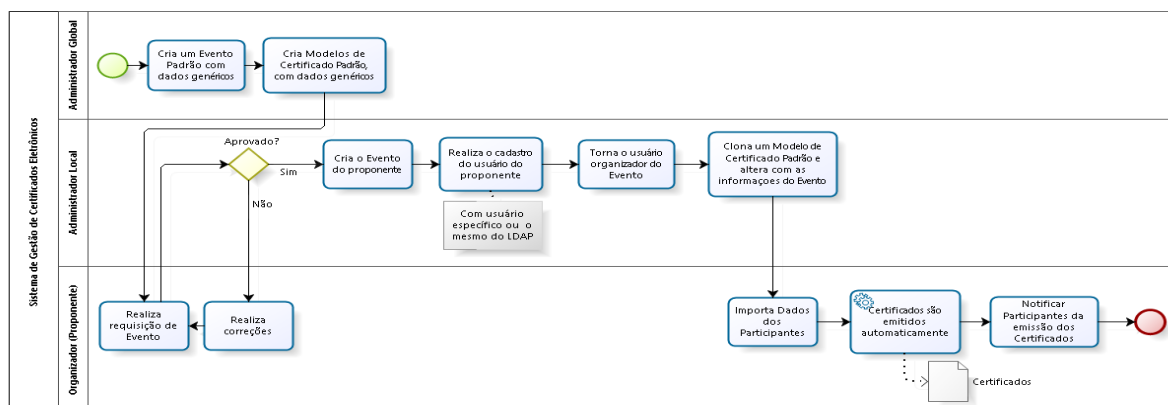 Sistema de Gestão de Certificados Eletrônicos
Administrador Global
Cria um Evento
Padrão com
dados genéricos
Cria Modelos de
Certificado Padrão,
com dados genéricos
Administrador Local
Aprovado?
Sim
Não
Cria o Evento
do proponente
Realiza o cadastro
do usuário do
proponente
Com usuário
específico ou o
mesmo do LDAP
Torna o usuário
organizador do
Evento
Clona um Modelo de
Certificado Padrão e
altera com as
informaçoes do Evento
Organizador (Proponente)
Realiza
requisição de
Evento
Realiza
correções
Importa Dados
dos
Participantes
Certificados são
emitidos
automaticamente
Certificados
Notificar
Participantes da
emissão dos
Certificados